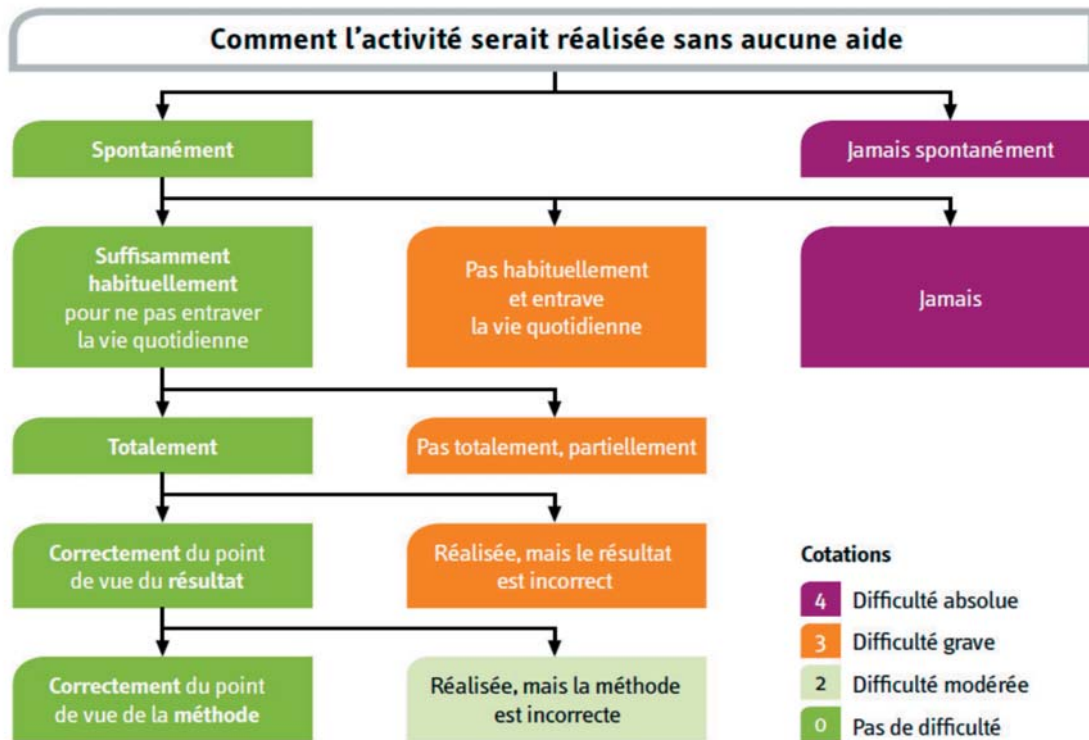 Comment l’activité serait réalisée sans aucune aide
Spontanément
Jamais spontanément
Suffisamment
habituellement
pour ne pas entraver
la vie quotidienne
Pas habituellement
et entrave
la vie quotidienne
Jamais
Totalement
Pas totalement, partiellement
Correctement du point
de vue du résultat
Réalisée, mais le résultat
est incorrect
Correctement du point
de vue de la méthode
Réalisée, mais la méthode
est incorrecte
Cotations
4 Difficulté absolue
3 Difficulté grave
2 Difficulté modérée
0 Pas de difficulté